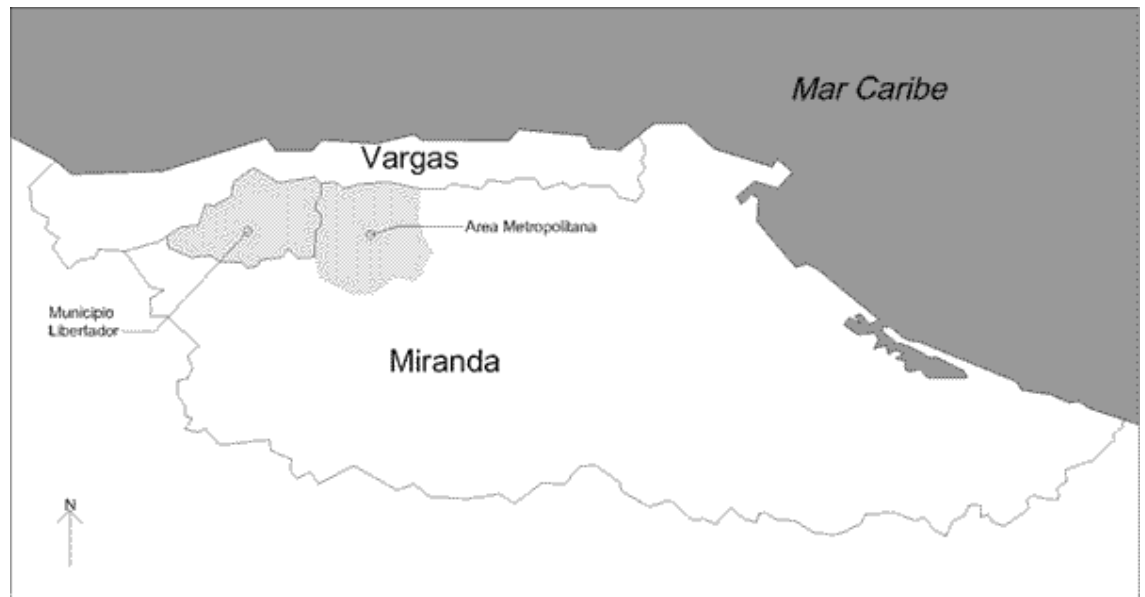 Mar Caribe
Vargas
Area Metropolitana
Municipio
Libertador
Miranda
N